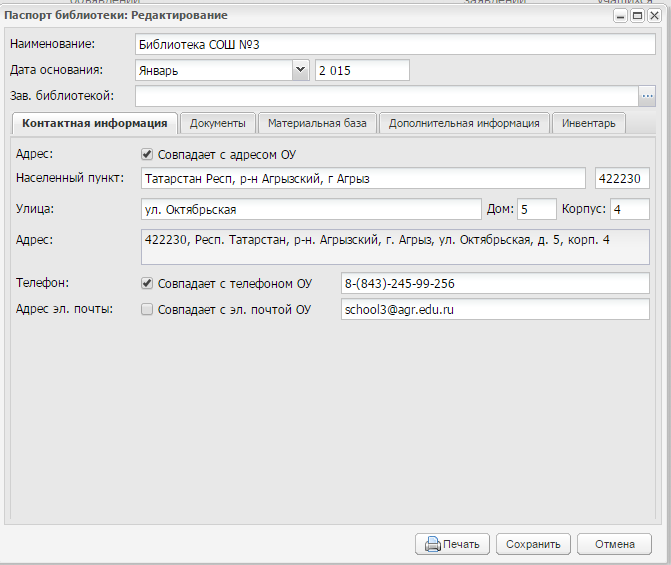 Паспорт библиотеки: Редактирование
Наименование: Библиотека СОШ №3
Дата основания: Январь 2 015
Зав. библиотекой: ...
Контактная информация Документы Материальная база Дополнительная информация Инвентарь
Адрес: Совпадает с адресом ОУ
Населенный пункт: Татарстан Респ, р-н Агрызский, г Агрыз 422230
Улица: ул. Октябрьская Дом: 5 Корпус: 4
Адрес: 422230, Респ. Татарстан, р-н. Агрызский, г. Агрыз, ул. Октябрьская, д. 5, корп. 4
Телефон: Совпадает с телефоном ОУ 8-(843)-245-99-256
Адрес эл. почты: Совпадает с эл. почтой ОУ school3@agr.edu.ru
Печать Сохранить Отмена